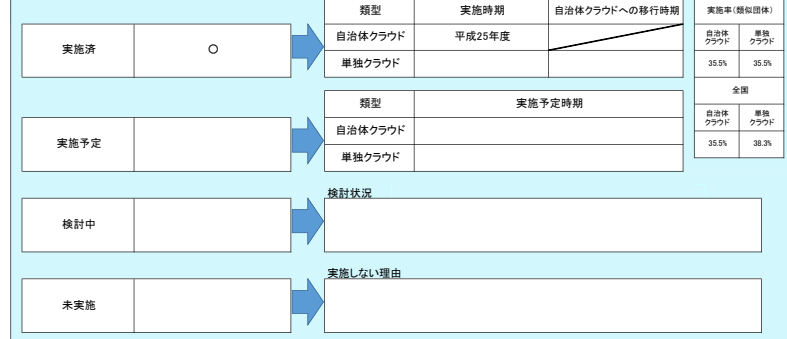 類型 実施時期 自治体クラウドへの移行時期
実施済 ○ 自治体クラウド 平成25年度
単独クラウド
実施率(類似団体)
自治体クラウド 単独クラウド
35.5% 35.5%
全国
自治体クラウド 単独クラウド
35.5% 38.3%
類型 実施予定時期
実施予定 自治体クラウド
単独クラウド
検討状況
検討中
実施しない理由
未実施